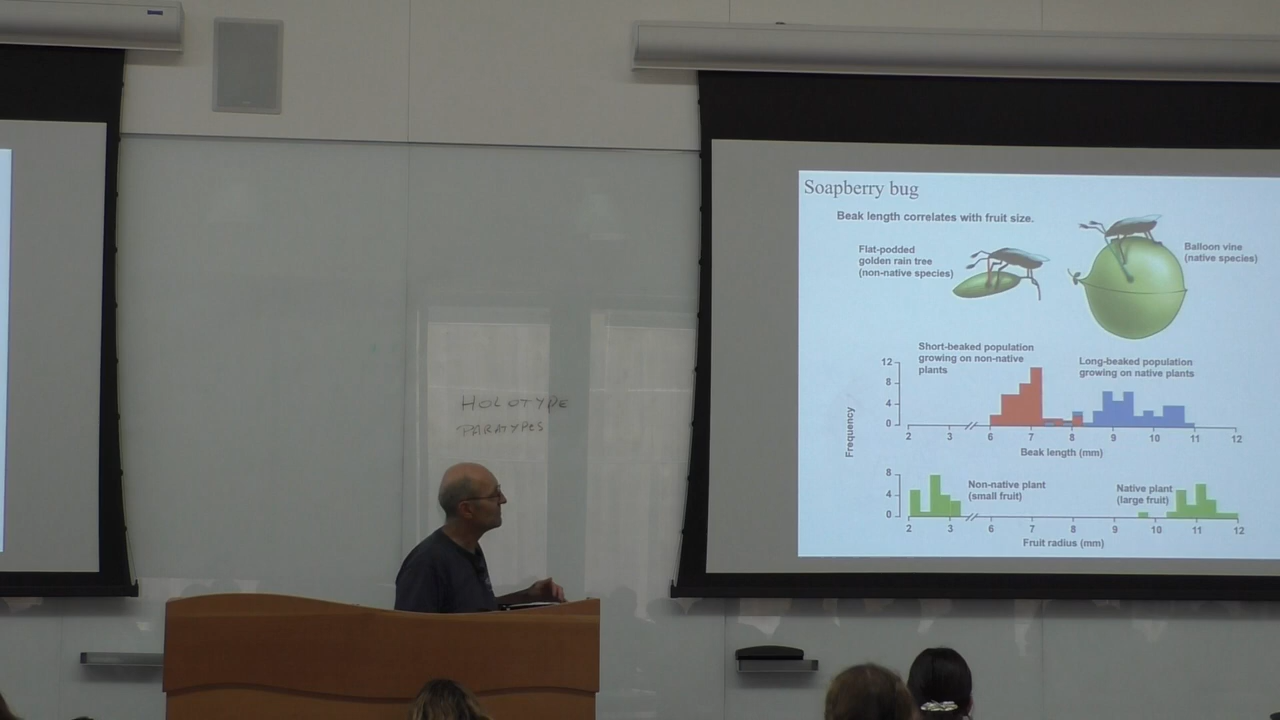 HOLOTYPE
PARATYPES
Soapberry bug
Beak length correlates with fruit size.
Flat-podded
golden rain tree
(non-native species)
Balloon vine
(native species)
Short-beaked population
growing on non-native
plants
Long-beaked population
growing on native plants
Frequency
12
8
4
0
2 3 6 7 8 9 10 11 12
Beak length (mm)
8
4
0
Non-native plant
(small fruit)
Native plant
(large fruit)
2 3 6 7 8 9 10 11 12
Fruit radius (mm)